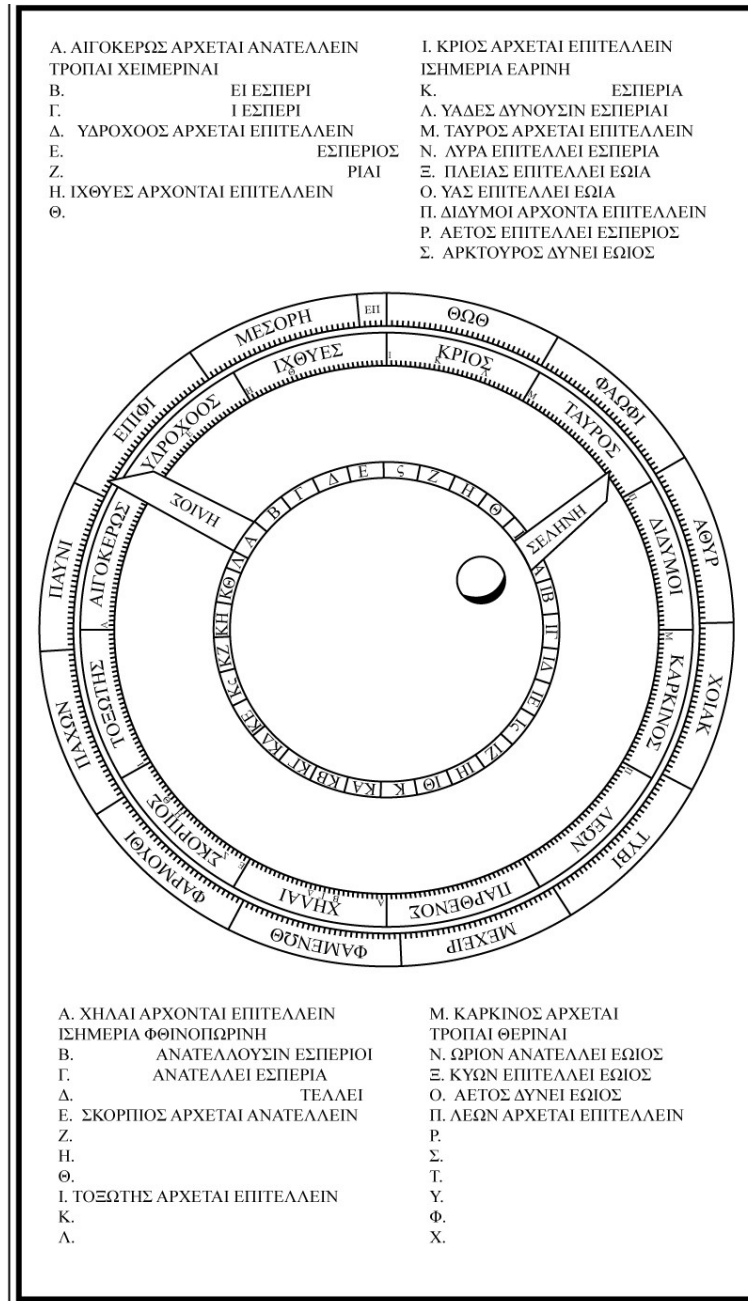 Α. ΑΙΓΟΚΕΡΩΣ ΑΡΧΕΤΑΙ ΑΝΑΤΕΛΛΕΙΝ
ΤΡΟΠΑΙ ΧΕΙΜΕΡΙΝΑΙ
Β. ΕΙ ΕΣΠΕΡΙ
Γ. Ι ΕΣΠΕΡΙ
Δ. ΥΔΡΟΧΟΟΣ ΑΡΧΕΤΑΙ ΕΠΙΤΕΛΛΕΙΝ
Ε. ΕΣΠΕΡΙΟΣ
Ζ. ΡΙΑΙ
Η. ΙΧΘΥΕΣ ΑΡΧΟΝΤΑΙ ΕΠΙΤΕΛΛΕΙΝ
Θ.
Ι. ΚΡΙΟΣ ΑΡΧΕΤΑΙ ΕΠΙΤΕΛΛΕΙΝ
ΙΣΗΜΕΡΙΑ ΕΑΡΙΝΗ
Κ. ΕΣΠΕΡΙΑ
Λ. ΥΑΔΕΣ ΔΥΝΟΥΣΙΝ ΕΣΠΕΡΙΑΙ
Μ. ΤΑΥΡΟΣ ΑΡΧΕΤΑΙ ΕΠΙΤΕΛΛΕΙΝ
Ν. ΛΥΡΑ ΕΠΙΤΕΛΛΕΙ ΕΣΠΕΡΙΑ
Ξ. ΠΛΕΙΑΣ ΕΠΙΤΕΛΛΕΙ ΕΩΙΑ
Ο. ΥΑΣ ΕΠΙΤΕΛΛΕΙ ΕΩΙΑ
Π. ΔΙΔΥΜΟΙ ΑΡΧΟΝΤΑ ΕΠΙΤΕΛΛΕΙΝ
Ρ. ΑΕΤΟΣ ΕΠΙΤΕΛΛΕΙ ΕΣΠΕΡΙΟΣ
Σ. ΑΡΚΤΟΥΡΟΣ ΔΥΝΕΙ ΕΩΙΟΣ
ΕΠ
ΘΩΘ
ΦΑΩΦΙ
ΑΘΥΡ
ΧΟΙΑΚ
ΤΥΒΙ
ΜΕΧΕΙΡ
ΦΑΜΕΝΩΘ
ΦΑΡΜΟΥΘΙ
ΠΑΧΩΝ
ΠΑΥΝΙ
ΕΠΙΦΙ
ΜΕΣΟΡΗ
ΚΡΙΟΣ
ΤΑΥΡΟΣ
ΔΙΔΥΜΟΙ
ΚΑΡΚΙΝΟΣ
ΛΕΩΝ
ΠΑΡΘΕΝΟΣ
ΧΗΛΑΙ
ΣΚΟΡΠΙΟΣ
ΤΟΞΩΤΗΣ
ΑΙΓΟΚΕΡΩΣ
ΥΔΡΟΧΟΟΣ
ΙΧΘΥΕΣ
ΗΛΙΟΣ
ΣΕΛΗΝΗ
Α Β Γ Δ Ε ς Ζ Η Θ
ΙΒ ΙΓ ΙΔ ΙΕ Ις ΙΖ ΙΗ ΙΘ Κ ΚΑ ΚΒ ΚΓ ΚΔ ΚΕ Κς ΚΖ ΚΗ ΚΘ Λ
Α. ΧΗΛΑΙ ΑΡΧΟΝΤΑΙ ΕΠΙΤΕΛΛΕΙΝ
ΙΣΗΜΕΡΙΑ ΦΘΙΝΟΠΩΡΙΝΗ
Β. ΑΝΑΤΕΛΛΟΥΣΙΝ ΕΣΠΕΡΙΟΙ
Γ. ΑΝΑΤΕΛΛΕΙ ΕΣΠΕΡΙΑ
Δ. ΤΕΛΛΕΙ
Ε. ΣΚΟΡΠΙΟΣ ΑΡΧΕΤΑΙ ΑΝΑΤΕΛΛΕΙΝ
Ζ.
Η.
Θ.
Ι. ΤΟΞΩΤΗΣ ΑΡΧΕΤΑΙ ΕΠΙΤΕΛΛΕΙΝ
Κ.
Λ.
Μ. ΚΑΡΚΙΝΟΣ ΑΡΧΕΤΑΙ
ΤΡΟΠΑΙ ΘΕΡΙΝΑΙ
Ν. ΩΡΙΟΝ ΑΝΑΤΕΛΛΕΙ ΕΩΙΟΣ
Ξ. ΚΥΩΝ ΕΠΙΤΕΛΛΕΙ ΕΩΙΟΣ
Ο. ΑΕΤΟΣ ΔΥΝΕΙ ΕΩΙΟΣ
Π. ΛΕΩΝ ΑΡΧΕΤΑΙ ΕΠΙΤΕΛΛΕΙΝ
Ρ.
Σ.
Τ.
Υ.
Φ.
Χ.